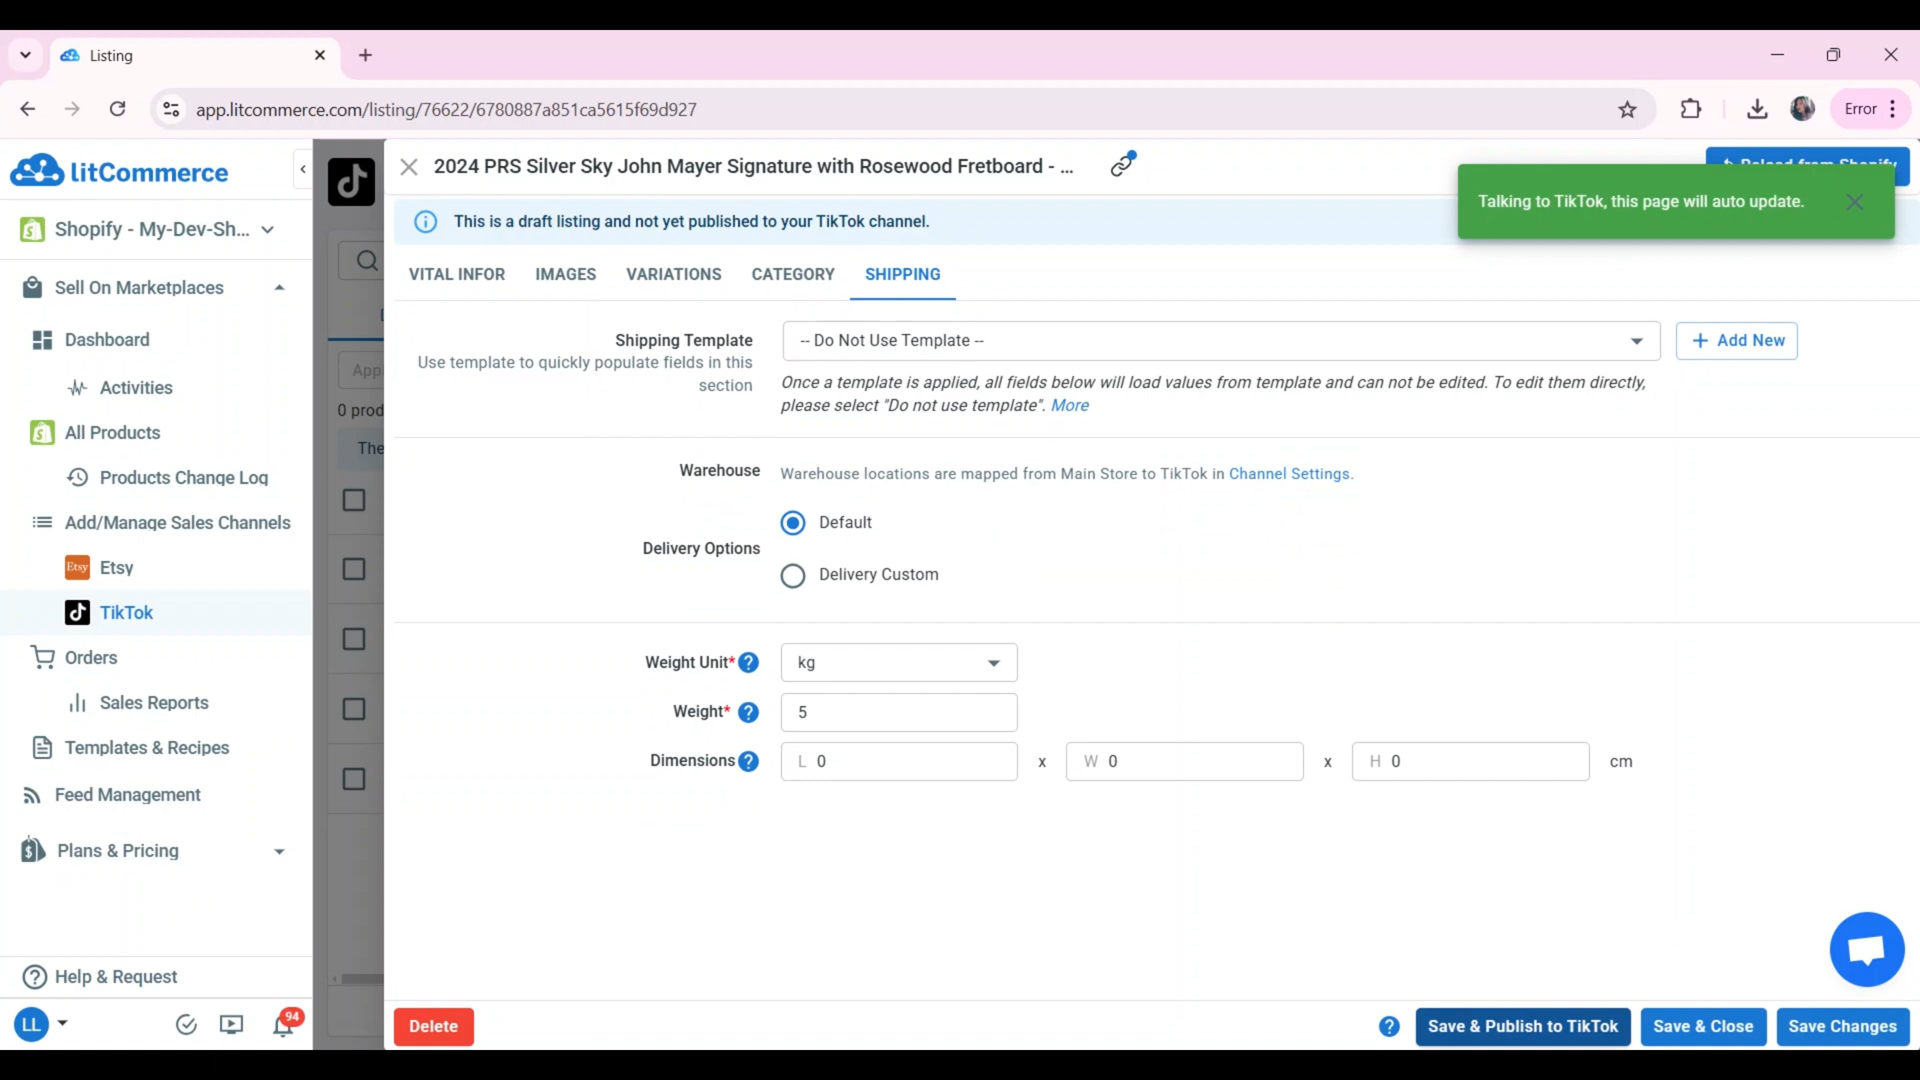 Listing
app.litcommerce.com/listing/76622/6780887a851ca5615f69d927
Error
litCommerce
2024 PRS Silver Sky John Mayer Signature with Rosewood Fretboard - ...
Reload from Shopify
Talking to TikTok, this page will auto update.
Shopify - My-Dev-Sh...
This is a draft listing and not yet published to your TikTok channel.
VITAL INFOR IMAGES VARIATIONS CATEGORY SHIPPING
Sell On Marketplaces
Dashboard
Activities
All Products
Products Change Log
Add/Manage Sales Channels
Etsy
Etsy
TikTok
Orders
Sales Reports
Templates & Recipes
Feed Management
Plans & Pricing
Help & Request
LL
94
App
0 prod
The
Shipping Template
Use template to quickly populate fields in this
section
-- Do Not Use Template --
Add New
Once a template is applied, all fields below will load values from template and can not be edited. To edit them directly,
please select "Do not use template". More
Warehouse
Warehouse locations are mapped from Main Store to TikTok in Channel Settings.
Delivery Options
Default
Delivery Custom
Weight Unit* ? kg
Weight* ? 5
Dimensions ? L 0 x W 0 x H 0 cm
Delete
? Save & Publish to TikTok Save & Close Save Changes